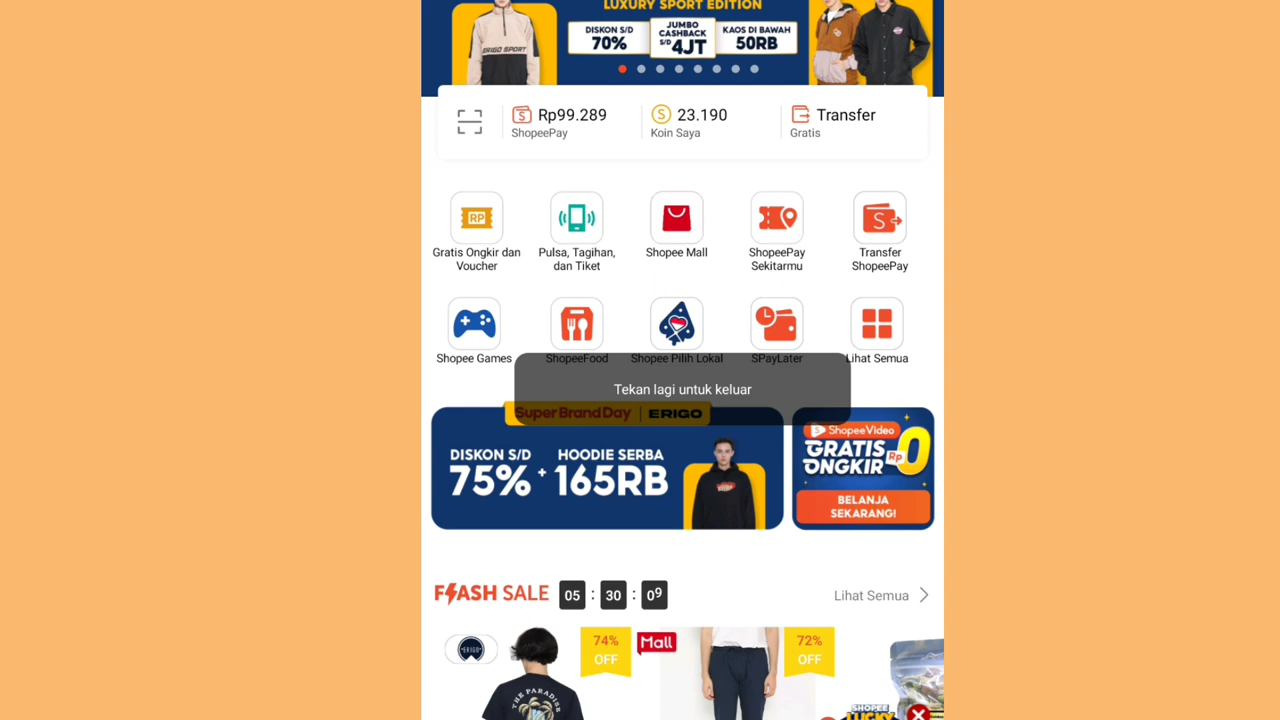 LUXURY SPORT EDITION
DISKON S/D
70%
JUMBO
CASHBACK
S/D 4JT
KAOS DI BAWAH
50RB
ERIGO SPORT
Rp99.289
ShopeePay
23.190
Koin Saya
Transfer
Gratis
RP
Gratis Ongkir dan
Voucher
Pulsa, Tagihan,
dan Tiket
Shopee Mall
ShopeePay
Sekitarmu
Transfer
ShopeePay
Shopee Games
ShopeeFood
Shopee Pilih Lokal
SPayLater
Lihat Semua
Tekan lagi untuk keluar
Super Brand Day | ERIGO
DISKON S/D
75%
+
HOODIE SERBA
165RB
ShopeeVideo
GRATIS
ONGKIR
Rp 0
BELANJA
SEKARANG!
FLASH SALE
05 : 30 : 09
Lihat Semua
ERIGO
74%
OFF
Mall
72%
OFF
THE PARADISE
SHOPEE
LUCKY